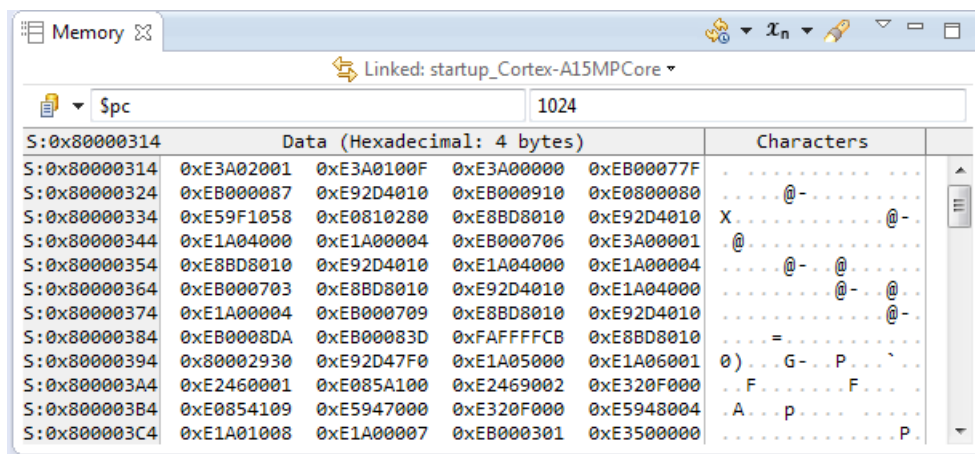 Memory
xn
Linked: startup_Cortex-A15MPCore
$pc 1024
S:0x80000314 Data (Hexadecimal: 4 bytes) Characters
S:0x80000314 0xE3A02001 0xE3A0100F 0xE3A00000 0xEB00077F . . . . . . . . . . . . . . .
S:0x80000324 0xEB000087 0xE92D4010 0xEB000910 0xE0800080 . . . . . @ - . . . . . . . . .
S:0x80000334 0xE59F1058 0xE0810280 0xE8BD8010 0xE92D4010 X . . . . . . . . . . . . @ - .
S:0x80000344 0xE1A04000 0xE1A00004 0xEB000706 0xE3A00001 . @ . . . . . . . . . . . . . .
S:0x80000354 0xE8BD8010 0xE92D4010 0xE1A04000 0xE1A00004 . . . . . @ - . . @ . . . . . .
S:0x80000364 0xEB000703 0xE8BD8010 0xE92D4010 0xE1A04000 . . . . . . . . . @ - . . @ . .
S:0x80000374 0xE1A00004 0xEB000709 0xE8BD8010 0xE92D4010 . . . . . . . . . . . . . @ - .
S:0x80000384 0xEB0008DA 0xEB00083D 0xFAFFFFCB 0xE8BD8010 . . . . = . . . . . . . . . . .
S:0x80000394 0x80002930 0xE92D47F0 0xE1A05000 0xE1A06001 0 ) . . . G - . . P . . . ` . .
S:0x800003A4 0xE2460001 0xE085A100 0xE2469002 0xE320F000 . . F . . . . . . . F . . .   .
S:0x800003B4 0xE0854109 0xE5947000 0xE320F000 0xE5948004 . A . . . p . . . .   . . . . .
S:0x800003C4 0xE1A01008 0xE1A00007 0xEB000301 0xE3500000 . . . . . . . . . . . . . . P .